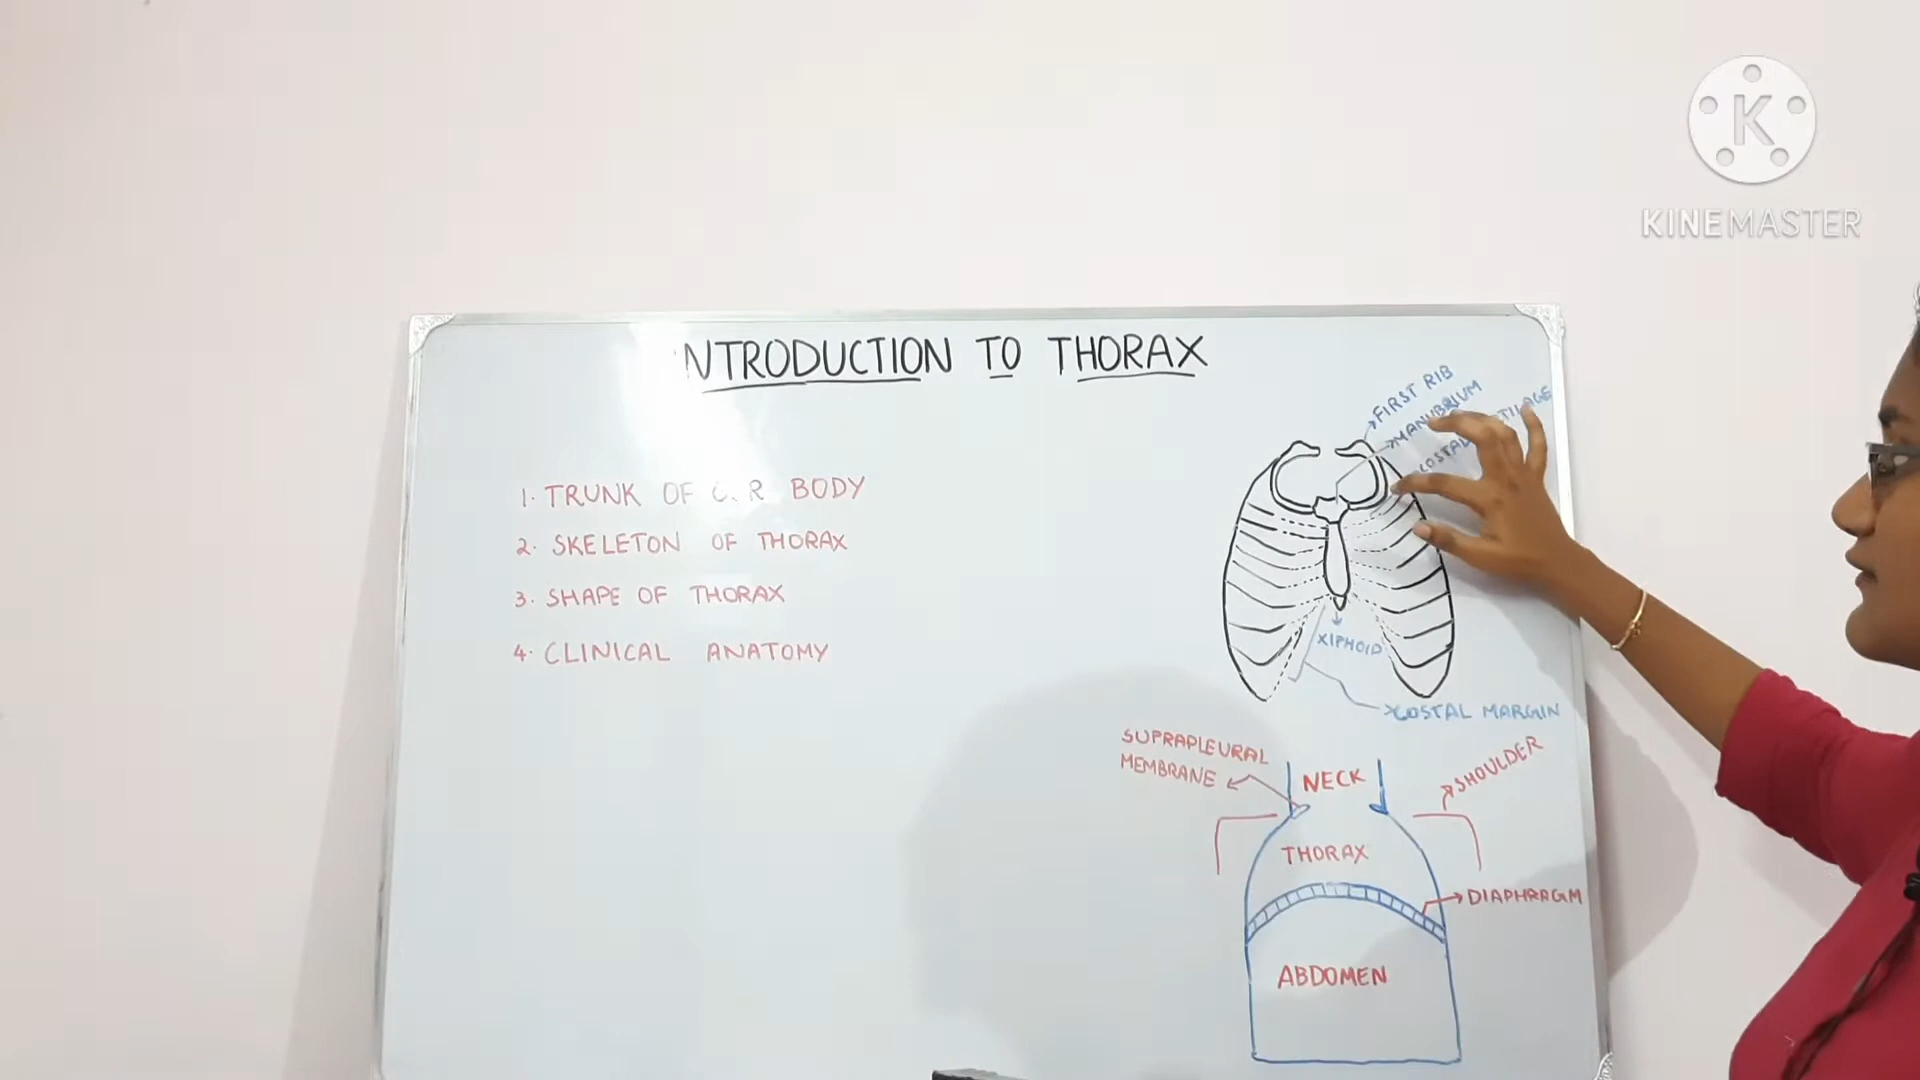 K
KINEMASTER
NTRODUCTION TO THORAX
1. TRUNK OF BODY
2. SKELETON OF THORAX
3. SHAPE OF THORAX
4. CLINICAL ANATOMY
FIRST RIB
MANUBRIUM
XIPHOID
COSTAL MARGIN
SUPRAPLEURAL
MEMBRANE
NECK
SHOULDER
THORAX
DIAPHRAGM
ABDOMEN